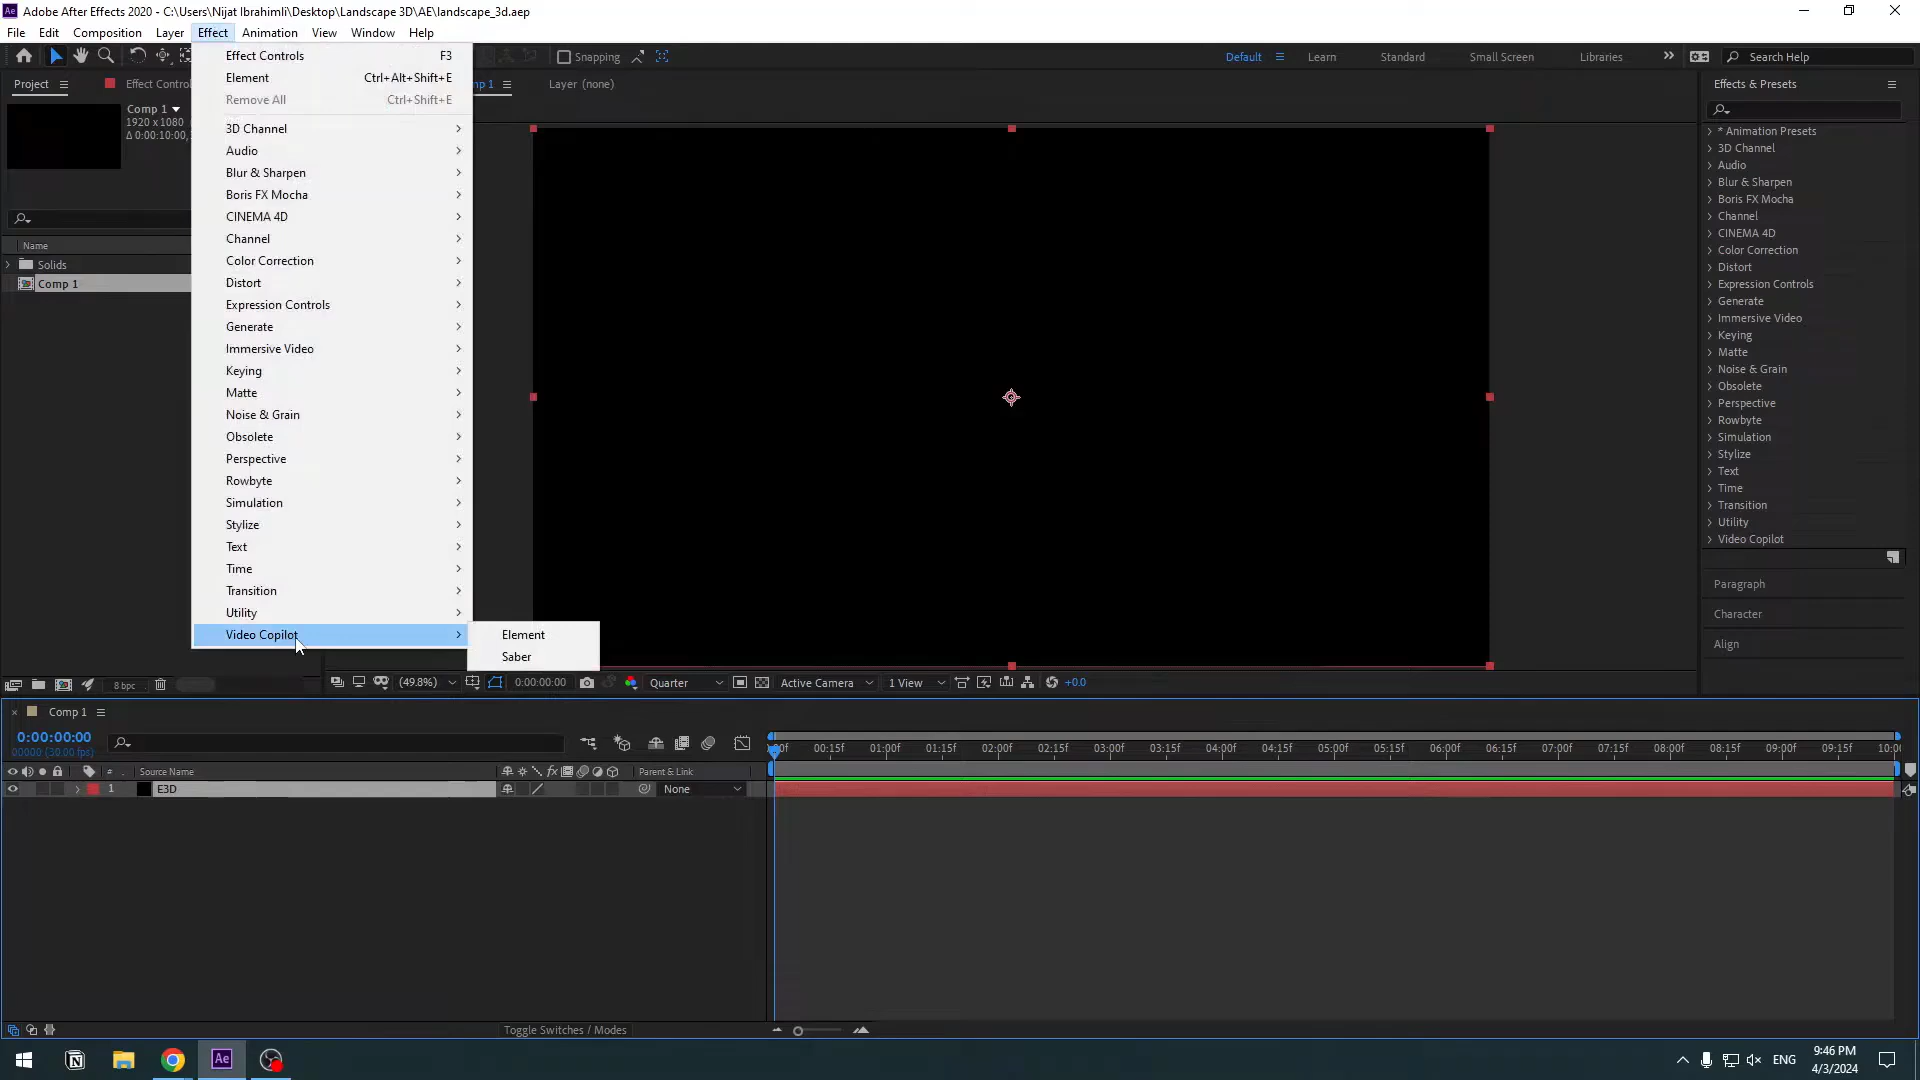 Adobe After Effects 2020 - C:\Users\Nijat Ibrahimli\Desktop\Landscape 3D\AE\landscape_3d.aep
File Edit Composition Layer Effect Animation View Window Help
Snapping
Default Learn Standard Small Screen Libraries Search Help
Project Effect Contro
Comp 1
1920 x 1080
Δ 0:00:10:00,
Name
Solids
Comp 1
Effect Controls F3
Element Ctrl+Alt+Shift+E
Remove All Ctrl+Shift+E
3D Channel
Audio
Blur & Sharpen
Boris FX Mocha
CINEMA 4D
Channel
Color Correction
Distort
Expression Controls
Generate
Immersive Video
Keying
Matte
Noise & Grain
Obsolete
Perspective
Rowbyte
Simulation
Stylize
Text
Time
Transition
Utility
Video Copilot
Element
Saber
mp 1 Layer (none)
Effects & Presets
* Animation Presets
3D Channel
Audio
Blur & Sharpen
Boris FX Mocha
Channel
CINEMA 4D
Color Correction
Distort
Expression Controls
Generate
Immersive Video
Keying
Matte
Noise & Grain
Obsolete
Perspective
Rowbyte
Simulation
Stylize
Text
Time
Transition
Utility
Video Copilot
Paragraph
Character
Align
8 bpc
(49.8%) 0:00:00:00 Quarter Active Camera 1 View +0.0
Comp 1
0:00:00:00
00000 (30.00 fps)
# Source Name fx Parent & Link
1 E3D None
:00f 00:15f 01:00f 01:15f 02:00f 02:15f 03:00f 03:15f 04:00f 04:15f 05:00f 05:15f 06:00f 06:15f 07:00f 07:15f 08:00f 08:15f 09:00f 09:15f 10:00
Toggle Switches / Modes
Ae
ENG
9:46 PM
4/3/2024